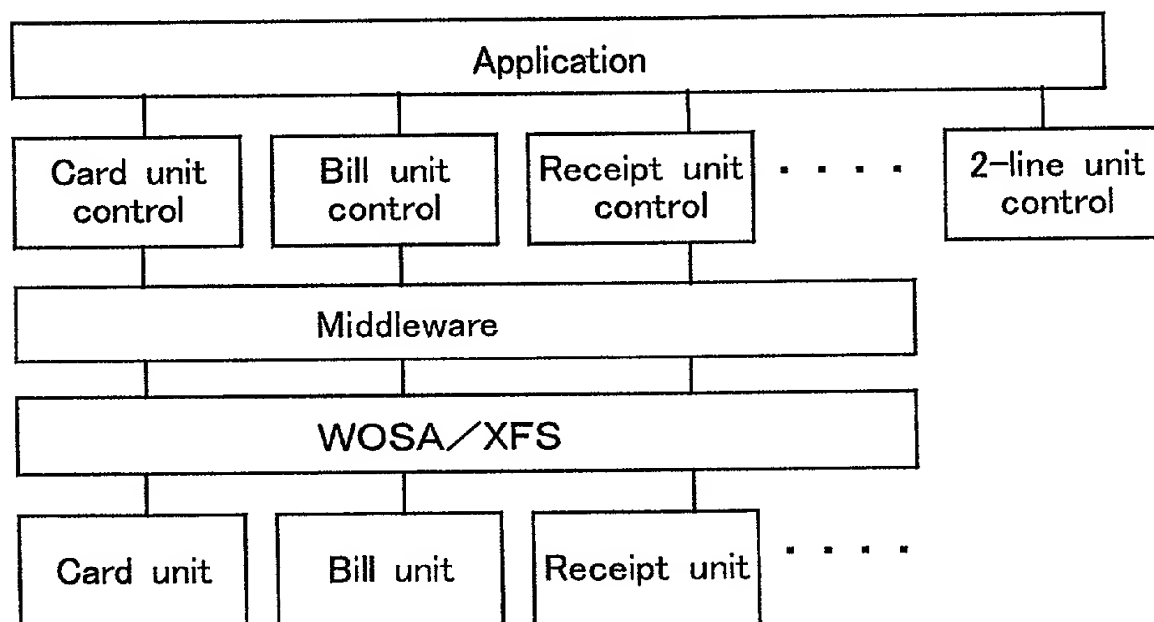 Application
Card unit
control
Bill unit
control
Receipt unit
control
. . . .
2-line unit
control
Middleware
WOSA/XFS
Card unit
Bill unit
Receipt unit
. . . .